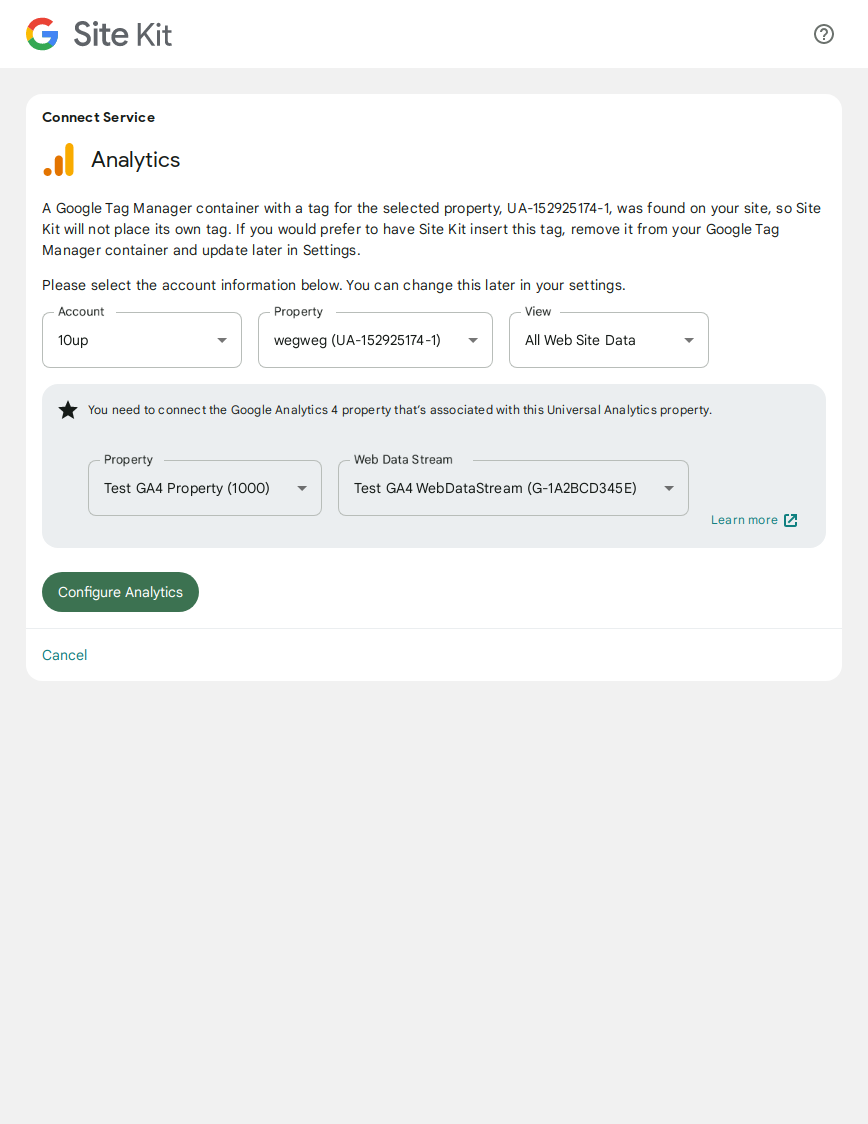 Site Kit
Connect Service
Analytics
A Google Tag Manager container with a tag for the selected property, UA-152925174-1, was found on your site, so Site
Kit will not place its own tag. If you would prefer to have Site Kit insert this tag, remove it from your Google Tag
Manager container and update later in Settings.
Please select the account information below. You can change this later in your settings.
Account Property View
10up wegweg (UA-152925174-1) All Web Site Data
You need to connect the Google Analytics 4 property that’s associated with this Universal Analytics property.
Property Web Data Stream
Test GA4 Property (1000) Test GA4 WebDataStream (G-1A2BCD345E)
Learn more
Configure Analytics
Cancel